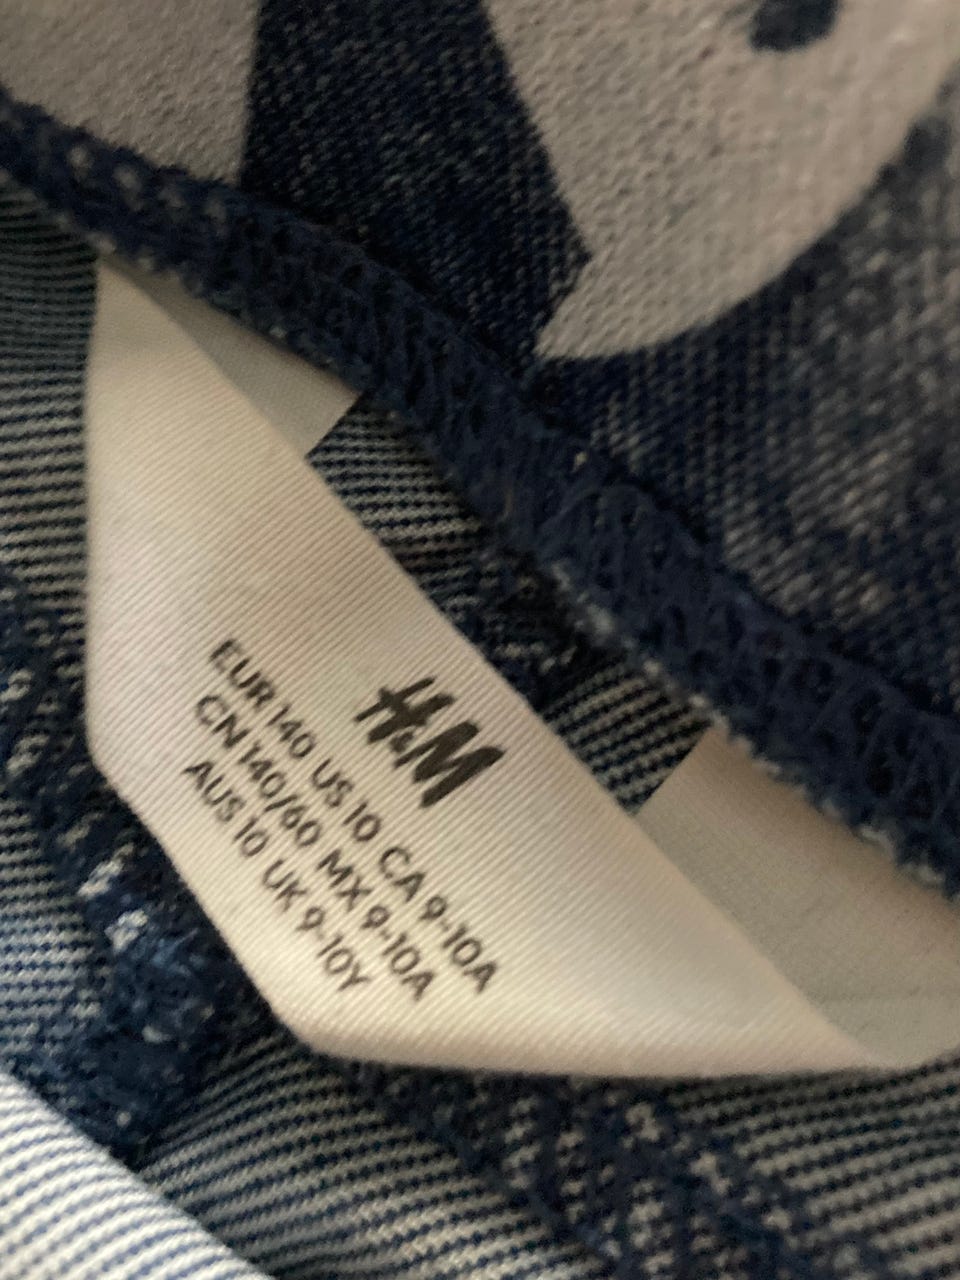 H&M
EUR 140 US 10 CA 9-10A
CN 140/60 MX 9-10A
AUS 10 UK 9-10Y